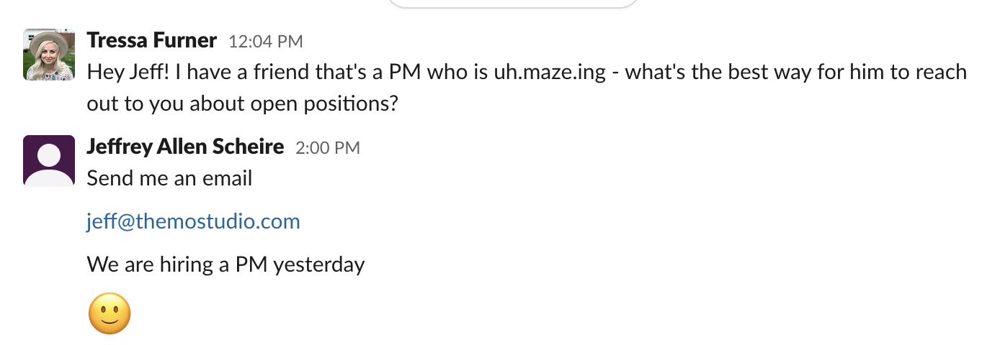 Tressa Furner 12:04 PM
Hey Jeff! I have a friend that's a PM who is uh.maze.ing - what's the best way for him to reach
out to you about open positions?
Jeffrey Allen Scheire 2:00 PM
Send me an email
jeff@themostudio.com
We are hiring a PM yesterday